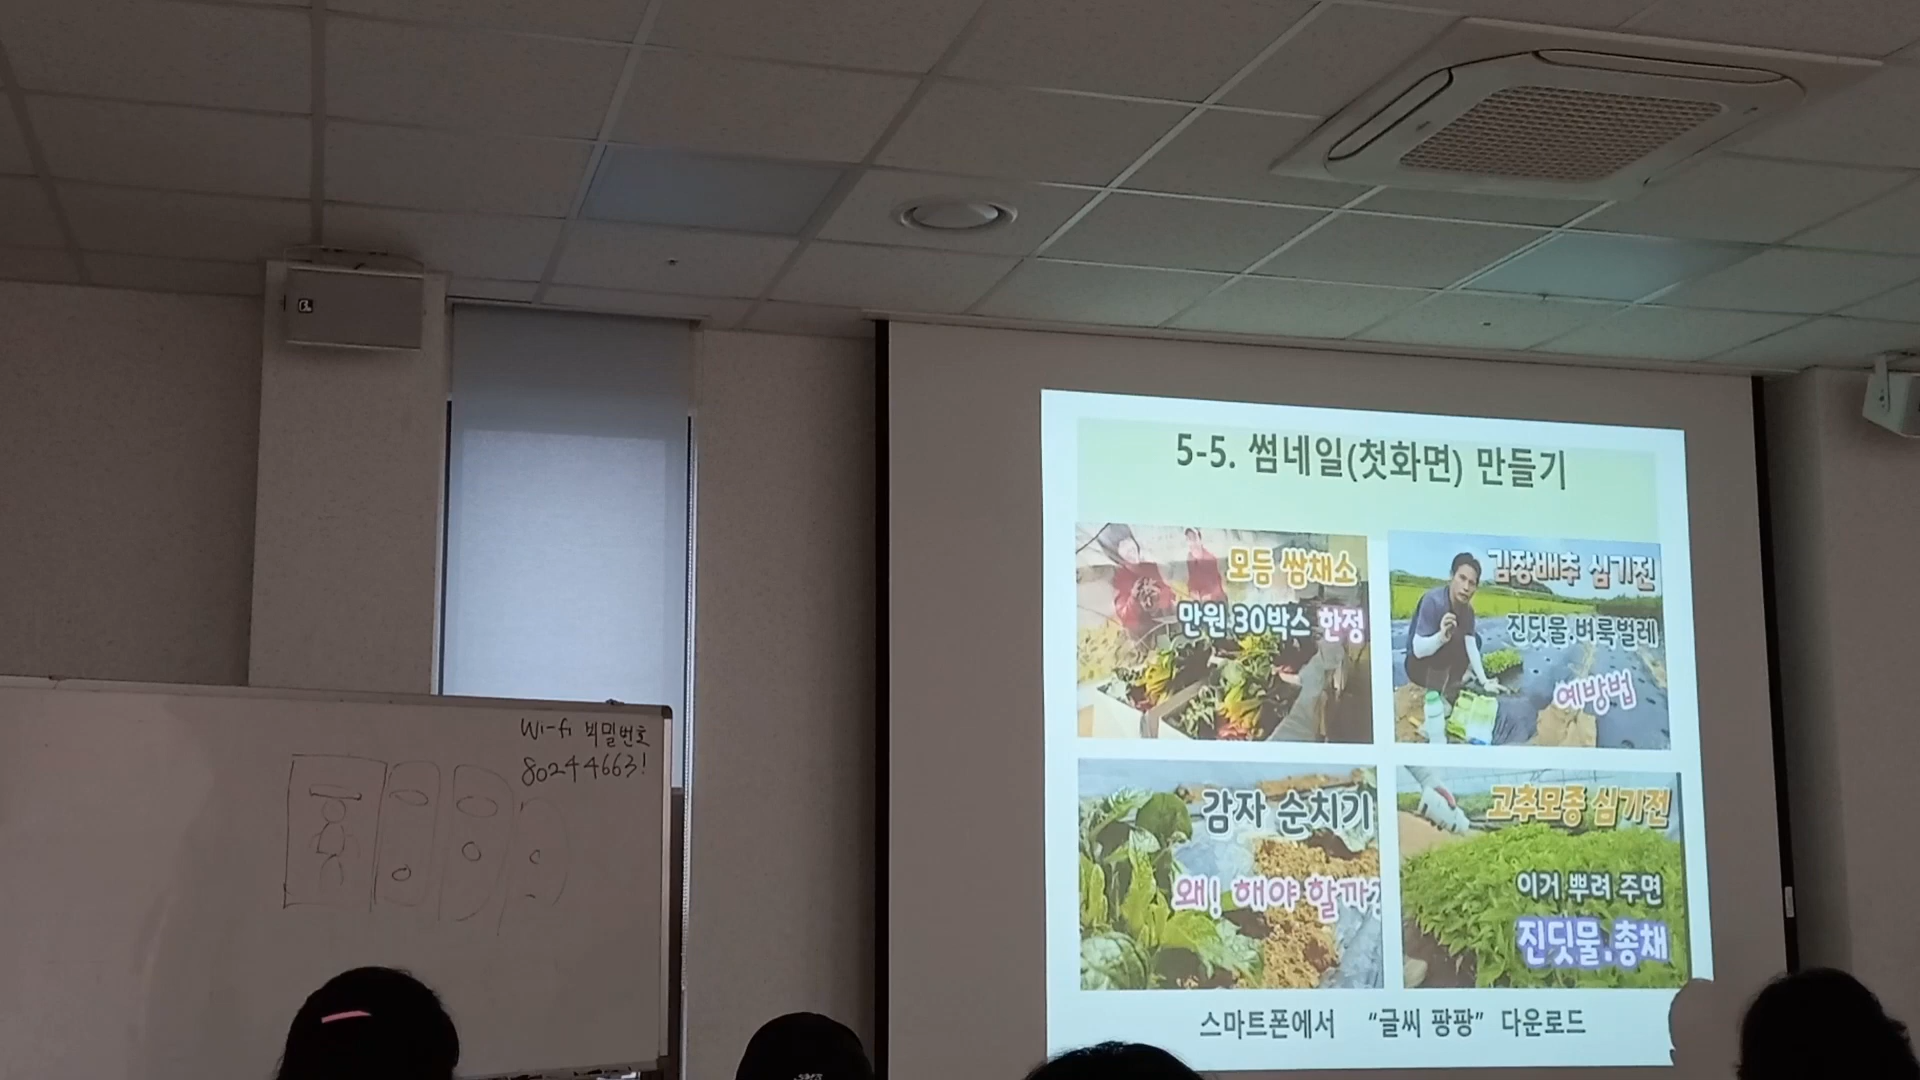 Wi-fi 비밀번호
80244663!
5-5. 썸네일(첫화면) 만들기
모듬 쌈채소
만원 30박스 한정
김장배추 심기전
진딧물.벼룩벌레
예방법
감자 순치기
왜! 해야 할까?
고추모종 심기전
이거 뿌려 주면
진딧물.총채
스마트폰에서 "글씨 팡팡" 다운로드